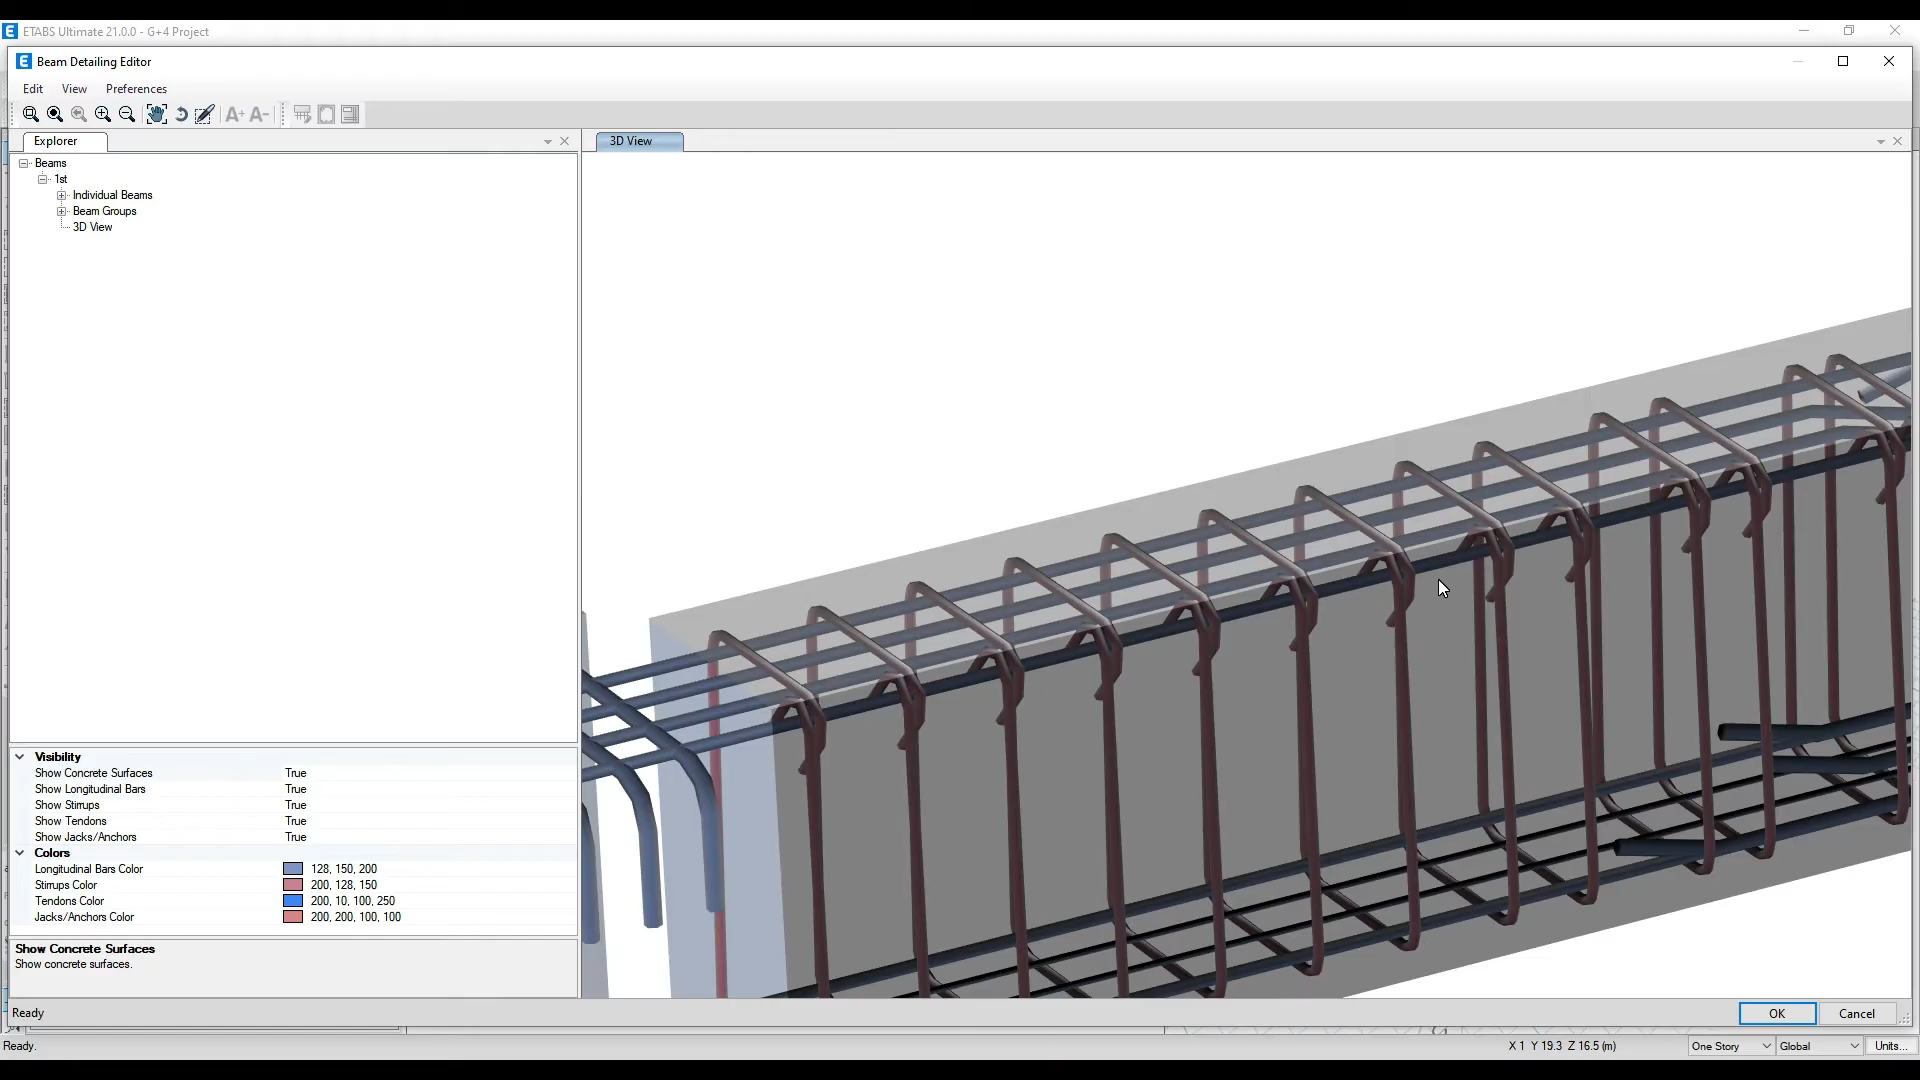 ETABS Ultimate 21.0.0 - G+4 Project
Beam Detailing Editor
Edit View Preferences
A+ A-
Explorer
3D View
Beams
1st
Individual Beams
Beam Groups
3D View
Visibility
Show Concrete Surfaces True
Show Longitudinal Bars True
Show Stirrups True
Show Tendons True
Show Jacks/Anchors True
Colors
Longitudinal Bars Color 128, 150, 200
Stirrups Color 200, 128, 150
Tendons Color 200, 10, 100, 250
Jacks/Anchors Color 200, 200, 100, 100
Show Concrete Surfaces
Show concrete surfaces.
Ready
OK Cancel
Ready.
X 1 Y 19.3 Z 16.5 (m)
One Story Global Units...